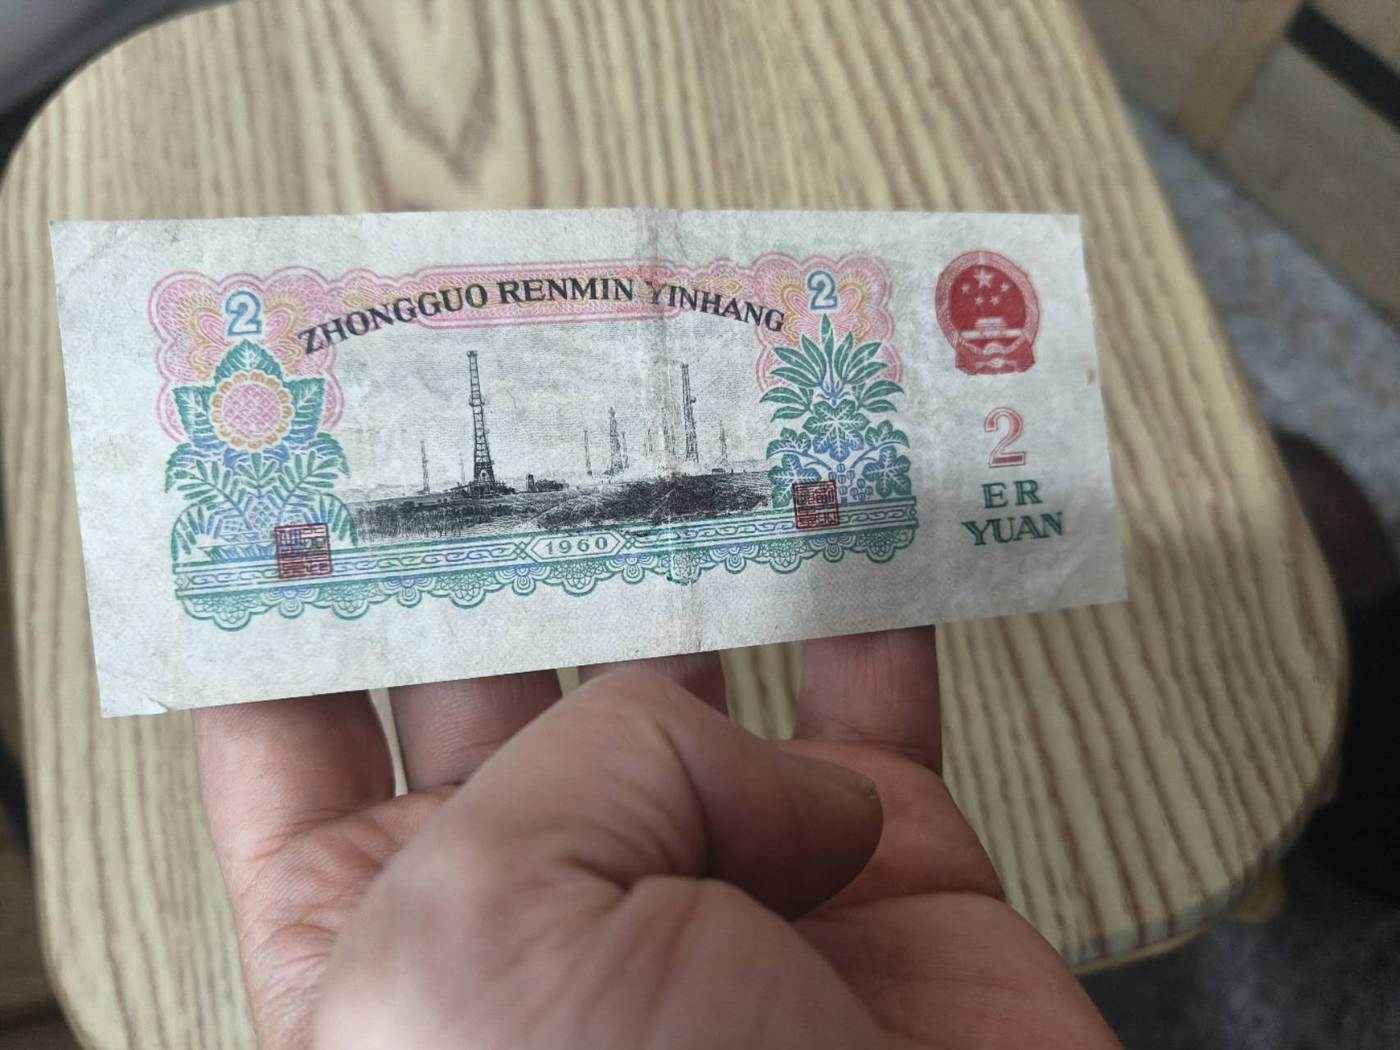 2
ZHONGGUO RENMIN YINHANG
2
2
ER
YUAN
1960